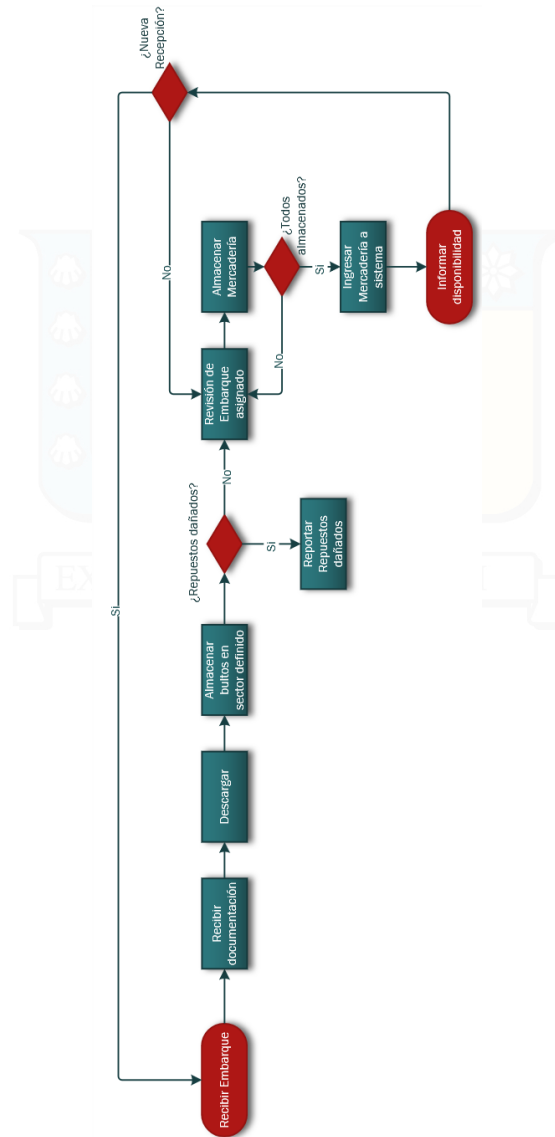 Recibir Embarque
Recibir
documentación
Descargar
Almacenar
bultos en
sector definido
¿Repuestos dañados?
Si
Reportar
Repuestos
dañados
No
Revisión de
Embarque
asignado
Almacenar
Mercadería
¿Todos
almacenados?
No
Si
Ingresar
Mercadería a
sistema
Informar
disponibilidad
¿Nueva
Recepción?
No
Si
EX